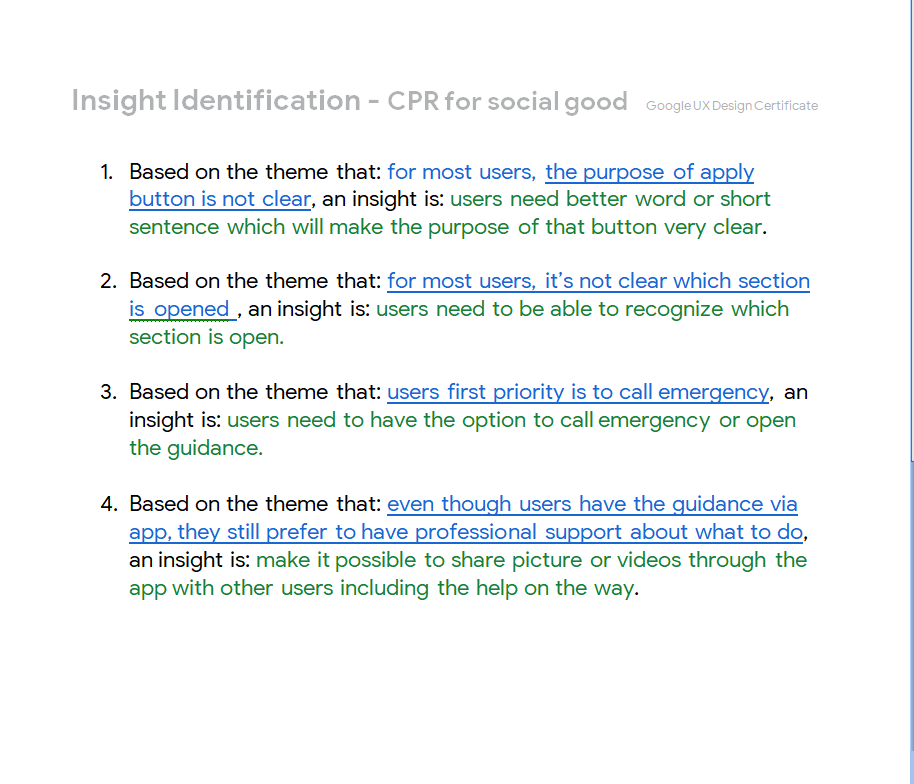 Insight Identification - CPR for social good Google UX Design Certificate
1. Based on the theme that: for most users, the purpose of apply
button is not clear, an insight is: users need better word or short
sentence which will make the purpose of that button very clear.
2. Based on the theme that: for most users, it's not clear which section
is opened , an insight is: users need to be able to recognize which
section is open.
3. Based on the theme that: users first priority is to call emergency, an
insight is: users need to have the option to call emergency or open
the guidance.
4. Based on the theme that: even though users have the guidance via
app, they still prefer to have professional support about what to do,
an insight is: make it possible to share picture or videos through the
app with other users including the help on the way.